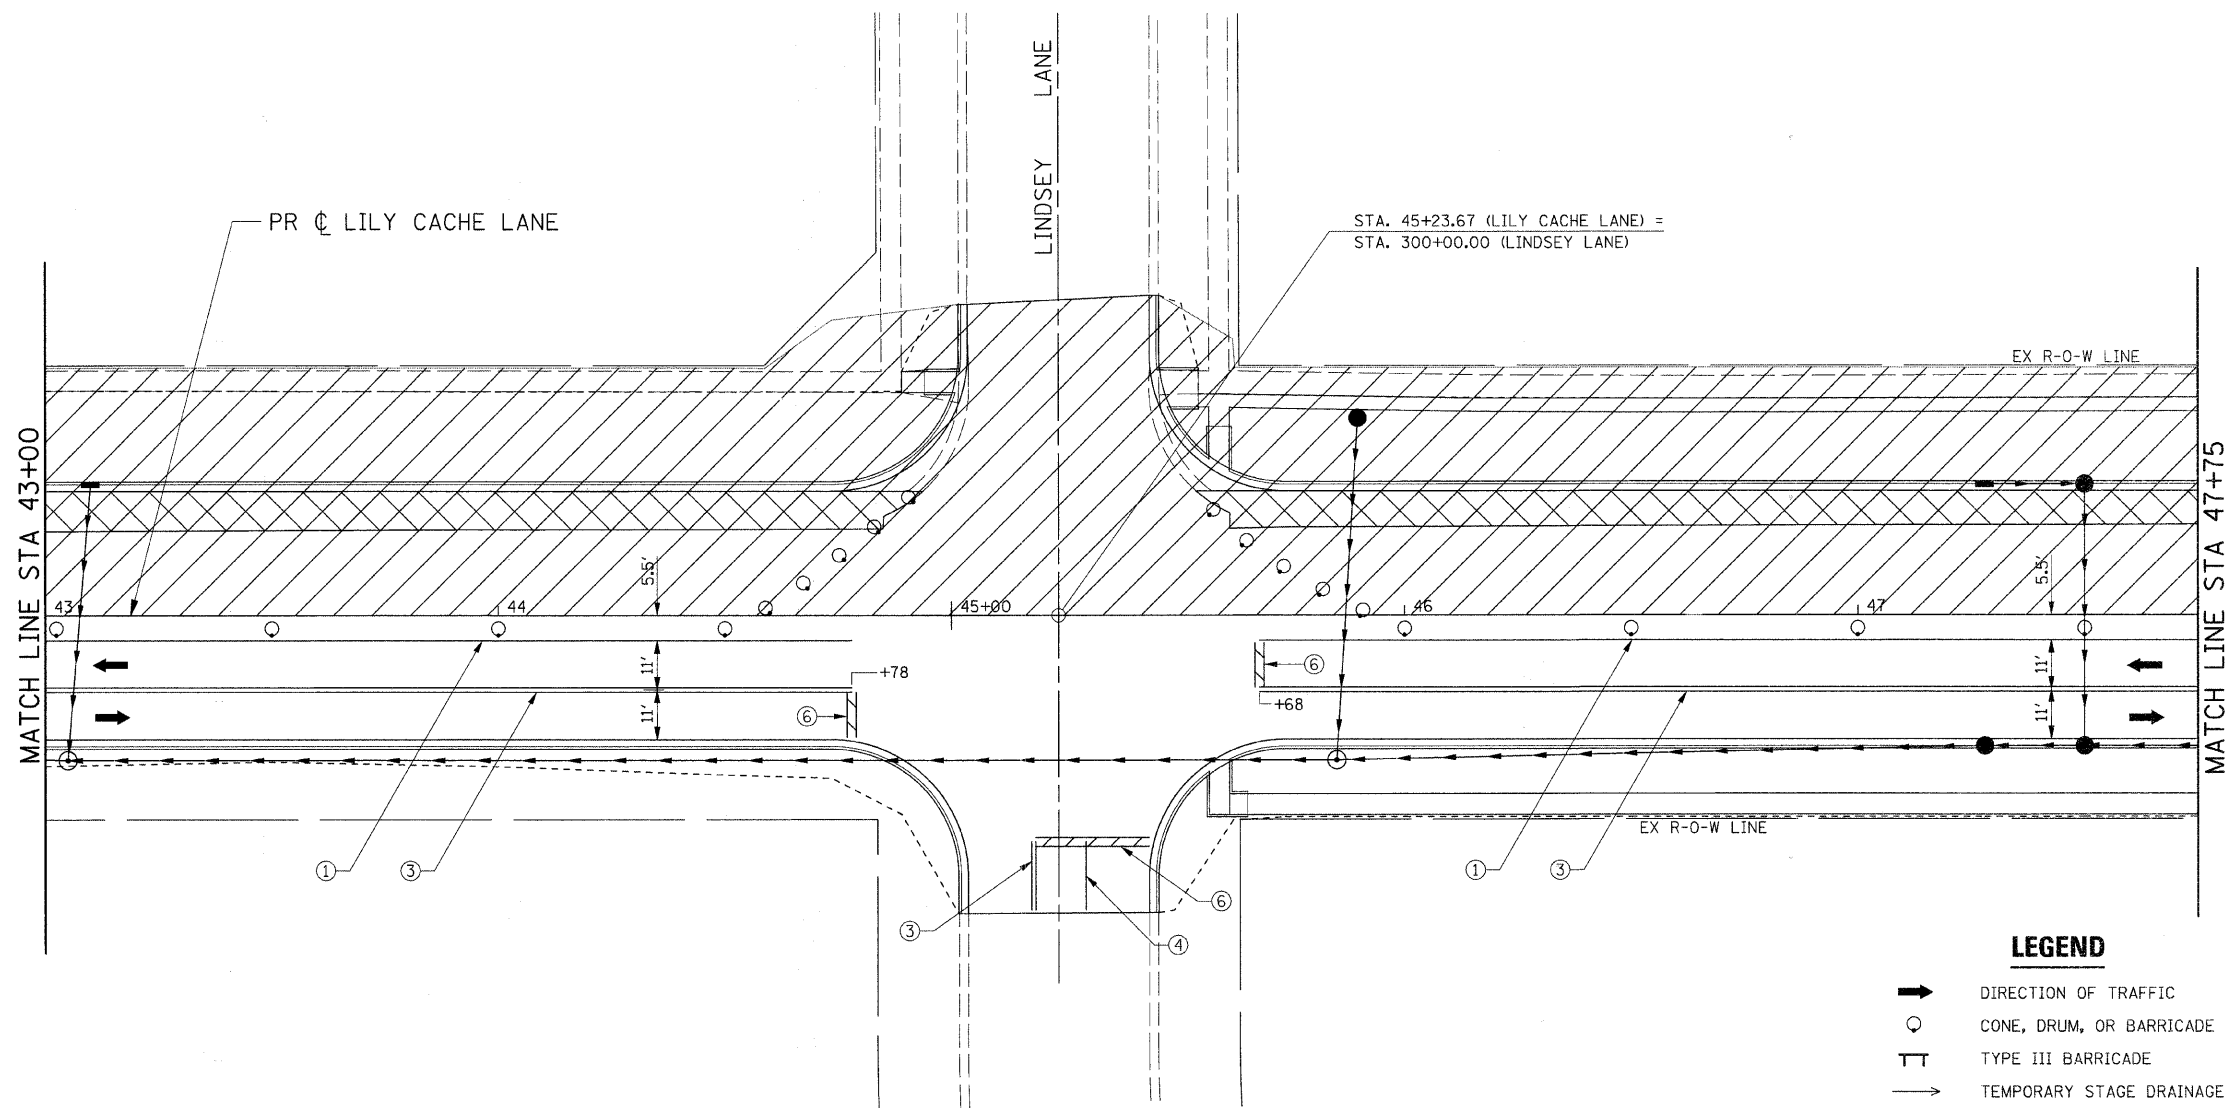 LINDSEY LANE
PR ℄ LILY CACHE LANE
STA. 45+23.67 (LILY CACHE LANE) =
STA. 300+00.00 (LINDSEY LANE)
EX R-O-W LINE
MATCH LINE STA 43+00
MATCH LINE STA 47+75
5.5'
5.5'
43
44
45+00
46
47
11'
6
11'
+78
11'
6
+68
11'
EX R-O-W LINE
1
3
1
3
6
3
4
LEGEND
DIRECTION OF TRAFFIC
CONE, DRUM, OR BARRICADE
TYPE III BARRICADE
TEMPORARY STAGE DRAINAGE